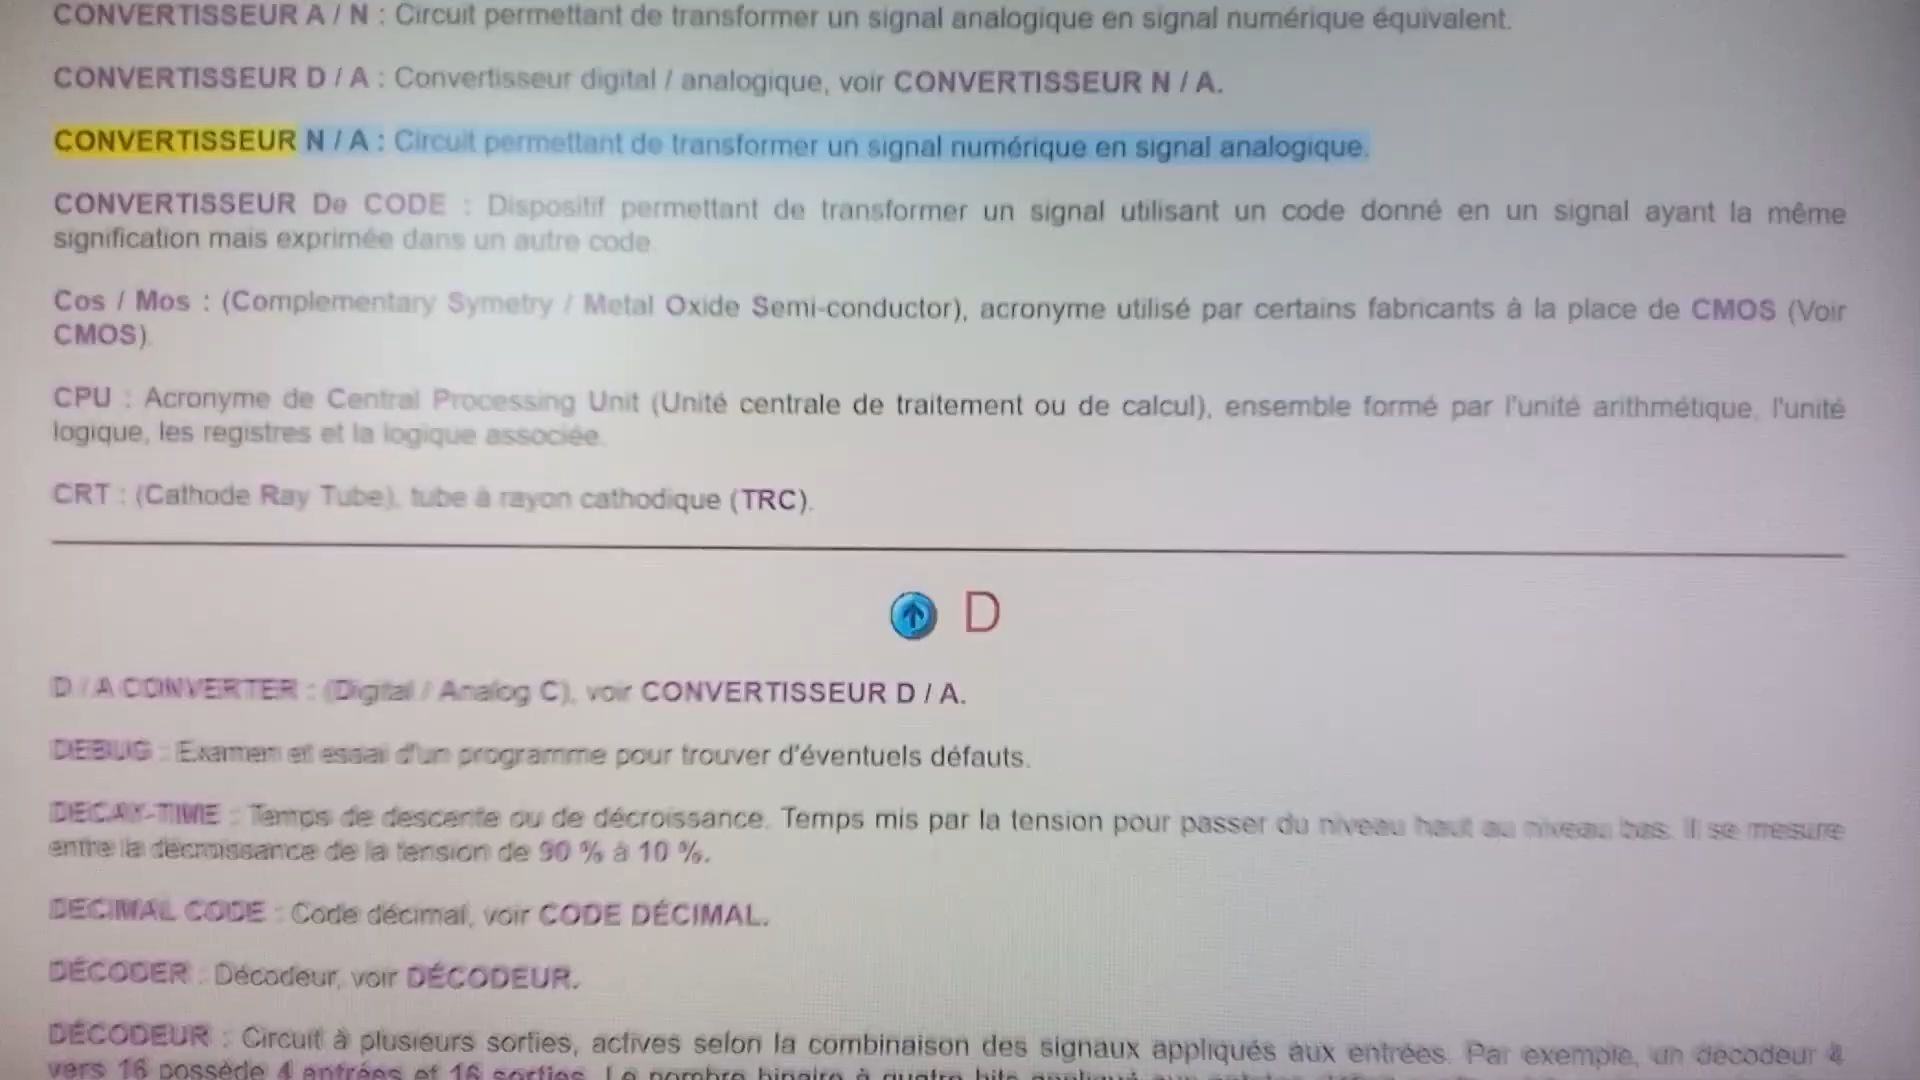 CONVERTISSEUR A / N : Circuit permettant de transformer un signal analogique en signal numérique équivalent.
CONVERTISSEUR D / A : Convertisseur digital / analogique, voir CONVERTISSEUR N / A.
CONVERTISSEUR N / A : Circuit permettant de transformer un signal numérique en signal analogique.
CONVERTISSEUR De CODE : Dispositif permettant de transformer un signal utilisant un code donné en un signal ayant la même
signification mais exprimée dans un autre code.
Cos / Mos : (Complementary Symetry / Metal Oxide Semi-conductor), acronyme utilisé par certains fabricants à la place de CMOS (Voir
CMOS).
CPU : Acronyme de Central Processing Unit (Unité centrale de traitement ou de calcul), ensemble formé par l'unité arithmétique, l'unité
logique, les registres et la logique associée.
CRT : (Cathode Ray Tube), tube à rayon cathodique (TRC).
D
D / A CONVERTER : (Digital / Analog C), voir CONVERTISSEUR D / A.
DEBUG : Examen et essai d'un programme pour trouver d'éventuels défauts.
DECAY-TIME : Temps de descente ou de décroissance. Temps mis par la tension pour passer du niveau haut au niveau bas. Il se mesure
entre la décroissance de la tension de 90 % à 10 %.
DECIMAL CODE : Code décimal, voir CODE DÉCIMAL.
DÉCODER : Décodeur, voir DÉCODEUR.
DÉCODEUR : Circuit à plusieurs sorties, actives selon la combinaison des signaux appliqués aux entrées. Par exemple, un décodeur 4
vers 16 possède 4 entrées et 16 sorties. Le nombre binaire à quatre bits